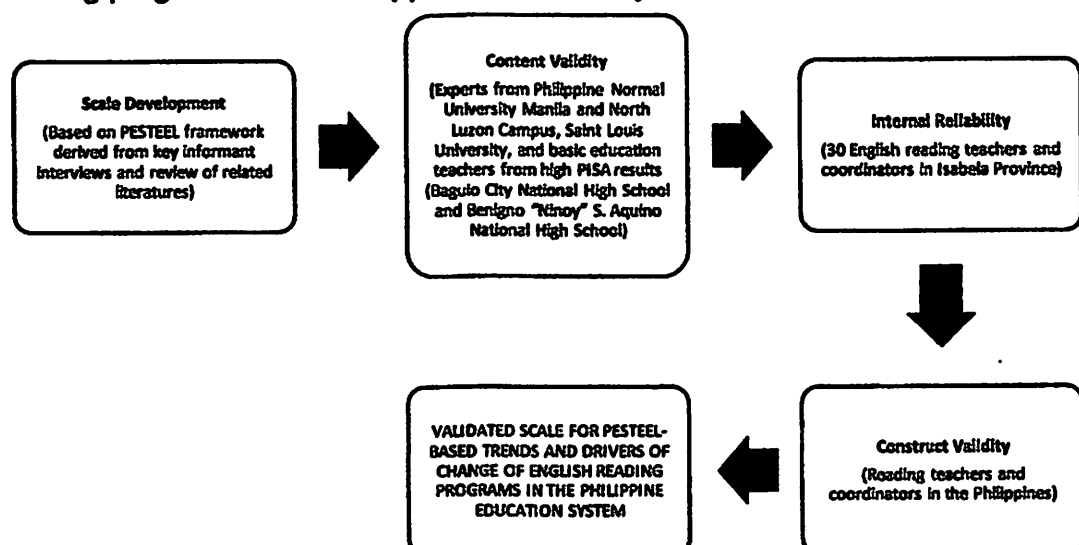 Scale Development
(Based on PESTEEL framework
derived from key informant
interviews and review of related
literatures)
Content Validity
(Experts from Philippine Normal
University Manila and North
Luzon Campus, Saint Louis
University, and basic education
teachers from high PISA results
(Baguio City National High School
and Benigno "Ninoy" S. Aquino
National High School)
Internal Reliability
(30 English reading teachers and
coordinators in Isabela Province)
Construct Validity
(Reading teachers and
coordinators in the Philippines)
VALIDATED SCALE FOR PESTEEL-
BASED TRENDS AND DRIVERS OF
CHANGE OF ENGLISH READING
PROGRAMS IN THE PHILIPPINE
EDUCATION SYSTEM